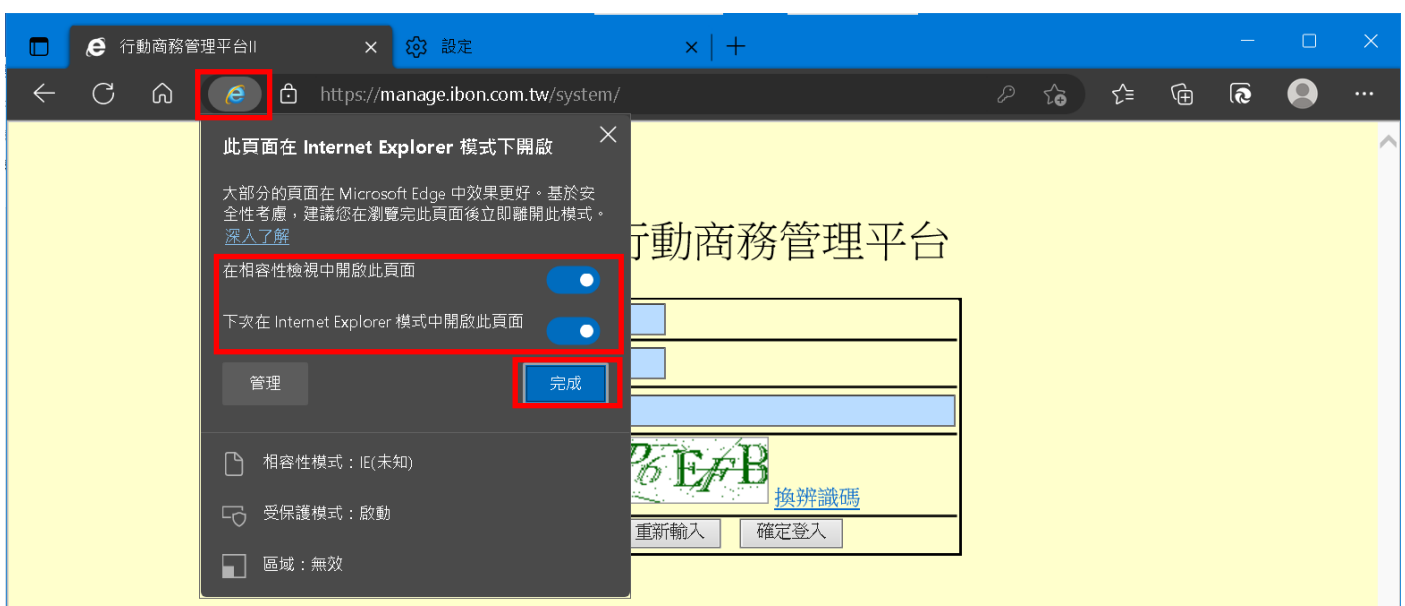 行動商務管理平台II
設定
https://manage.ibon.com.tw/system/
此頁面在 Internet Explorer 模式下開啟
大部分的頁面在 Microsoft Edge 中效果更好。基於安
全性考慮，建議您在瀏覽完此頁面後立即離開此模式。
深入了解
在相容性檢視中開啟此頁面
下次在 Internet Explorer 模式中開啟此頁面
管理
完成
相容性模式：IE(未知)
受保護模式：啟動
區域：無效
行動商務管理平台
EFB
換辨識碼
重新輸入
確定登入